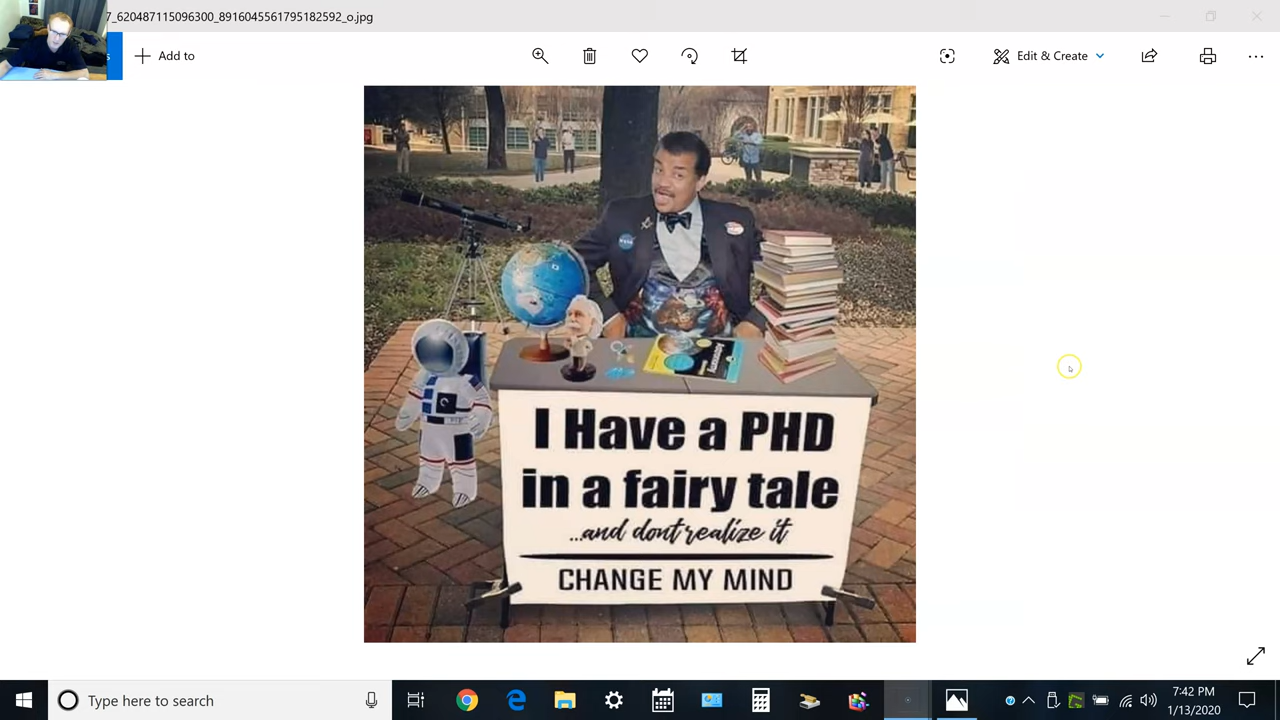 7_620487115096300_8916045561795182592_o.jpg
Add to
Edit & Create
NASA
I Have a PHD
in a fairy tale
...and dont realize it
CHANGE MY MIND
Type here to search
7:42 PM
1/13/2020